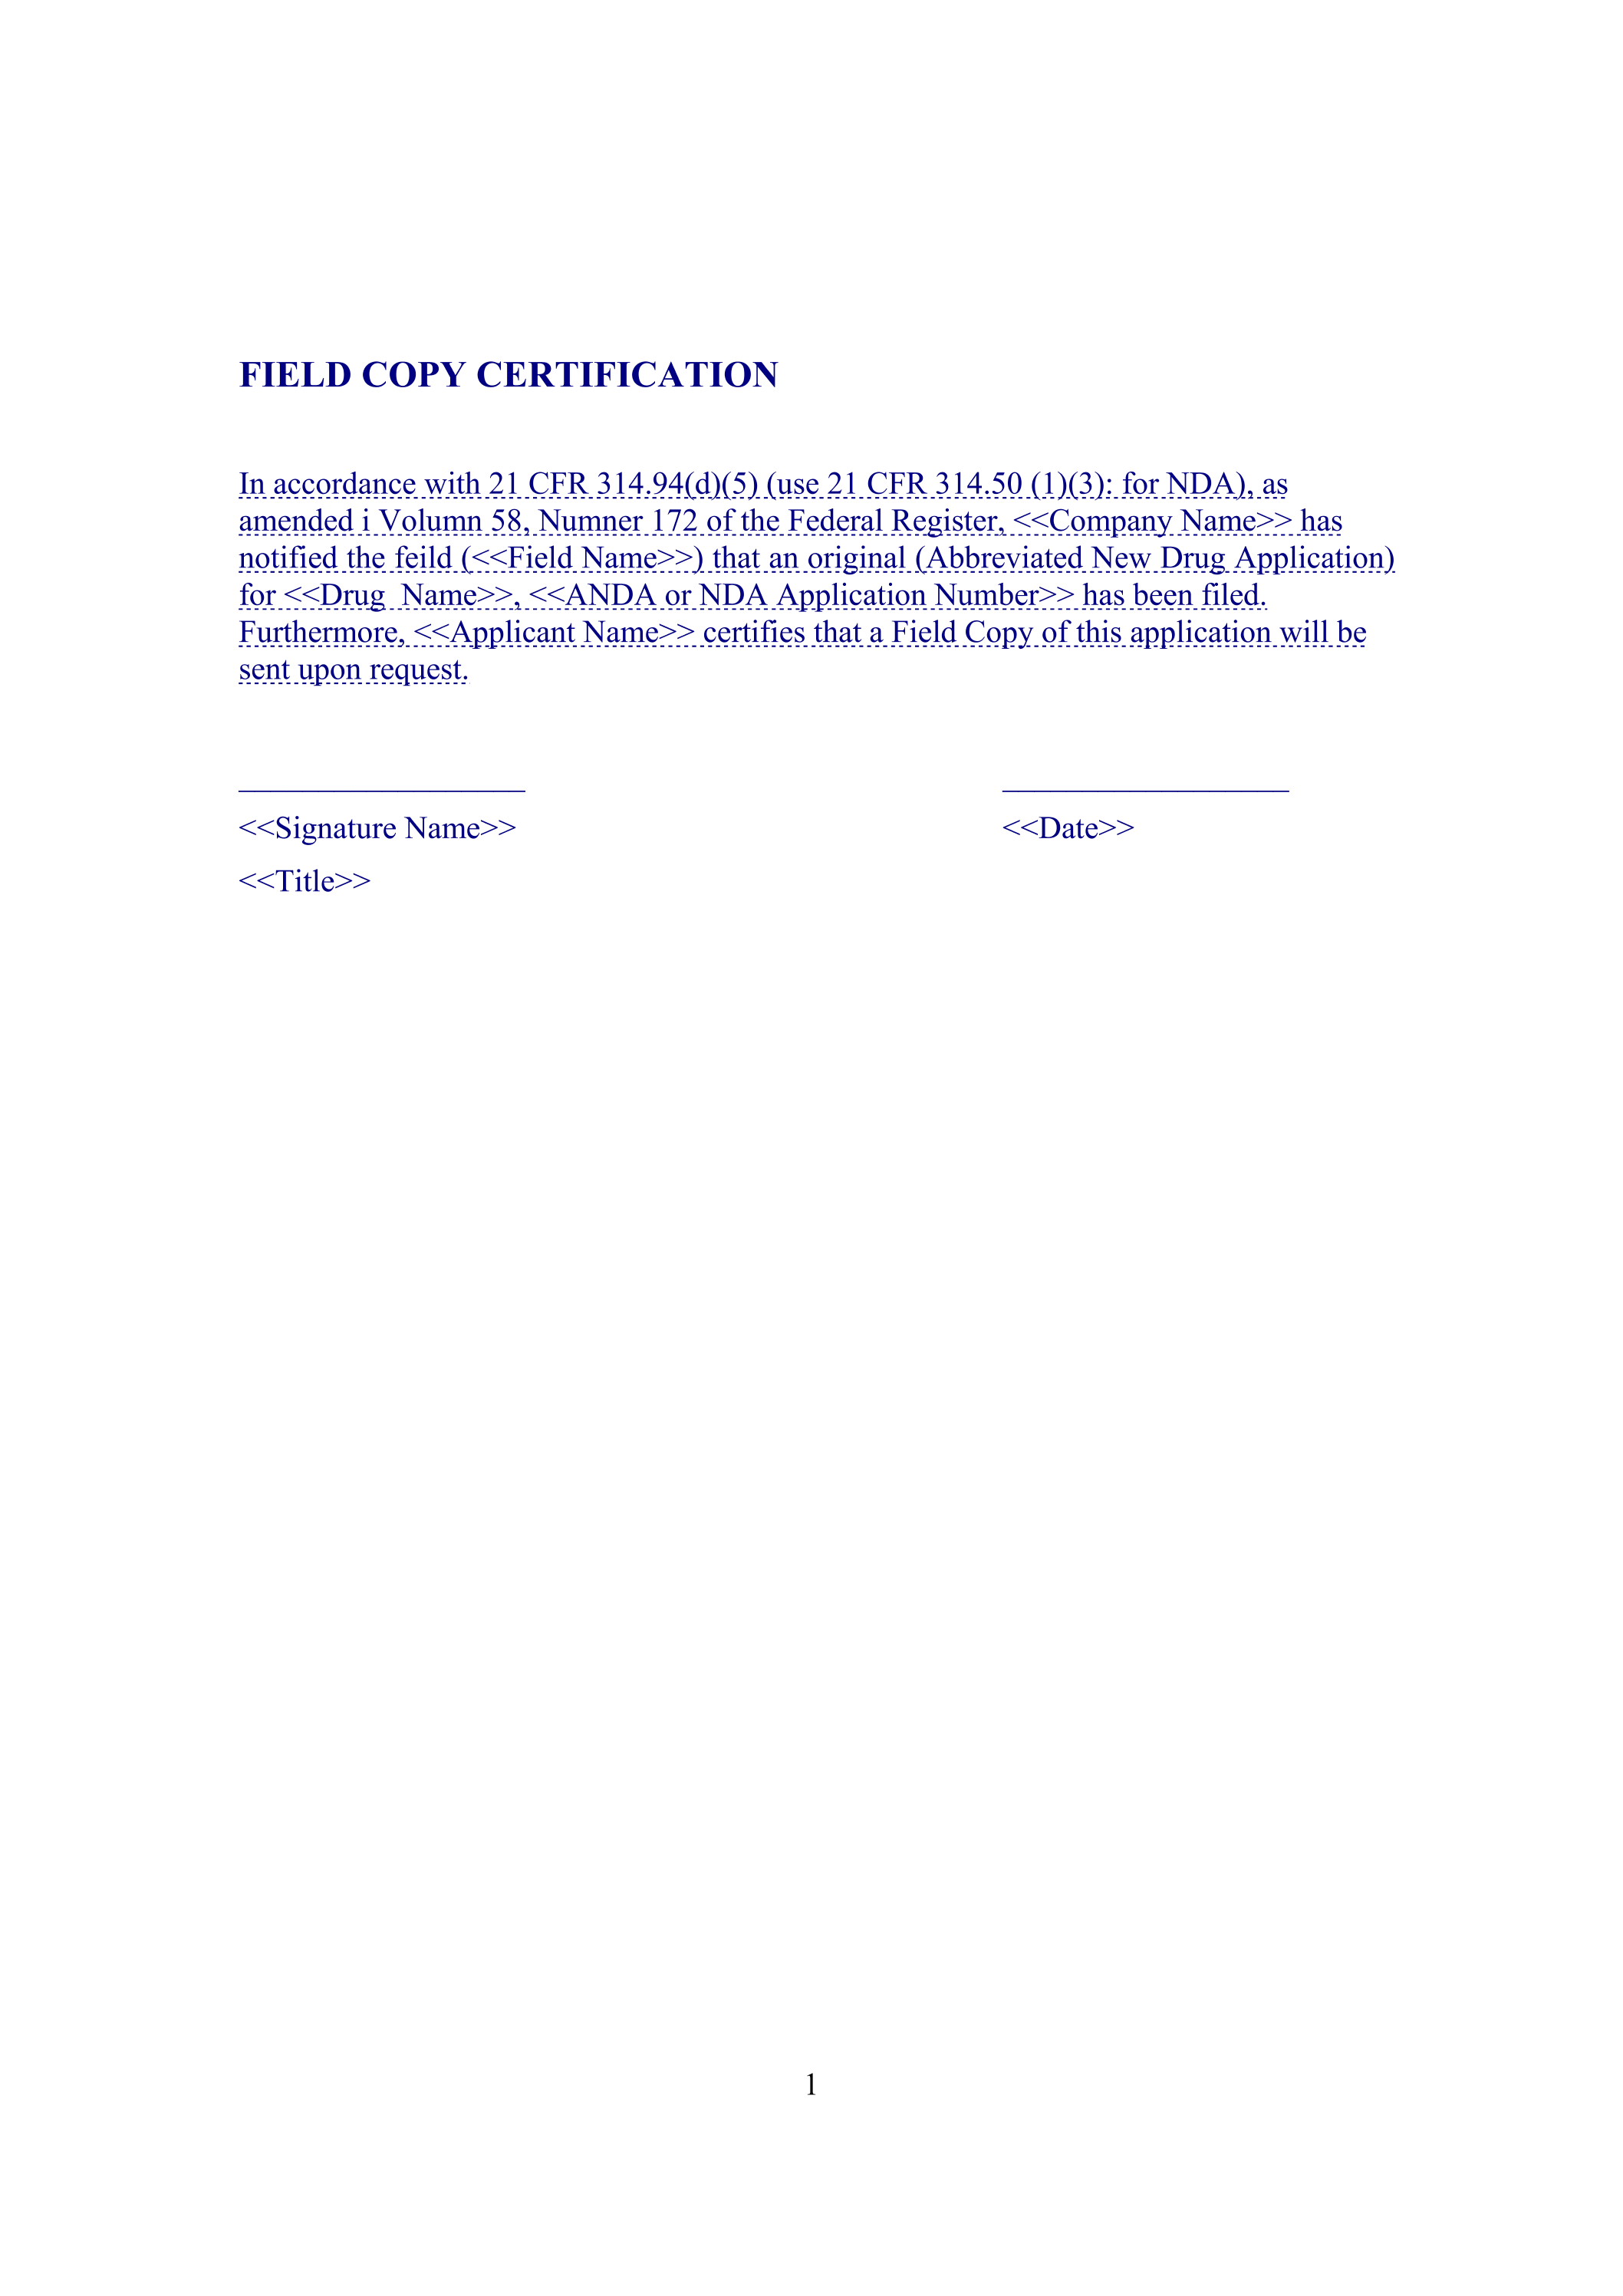 FIELD COPY CERTIFICATION
In accordance with 21 CFR 314.94(d)(5) (use 21 CFR 314.50 (1)(3): for NDA), as
amended i Volumn 58, Numner 172 of the Federal Register, <<Company Name>> has
notified the feild (<<Field Name>>) that an original (Abbreviated New Drug Application)
for <<Drug  Name>>, <<ANDA or NDA Application Number>> has been filed.
Furthermore, <<Applicant Name>> certifies that a Field Copy of this application will be
sent upon request.
<<Signature Name>> <<Date>>
<<Title>>
1